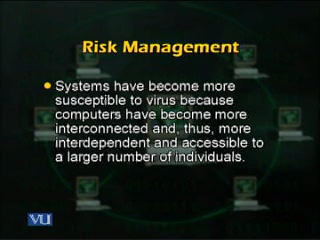 Risk Management
Systems have become more
susceptible to virus because
computers have become more
interconnected and, thus, more
interdependent and accessible to
a larger number of individuals.
VU